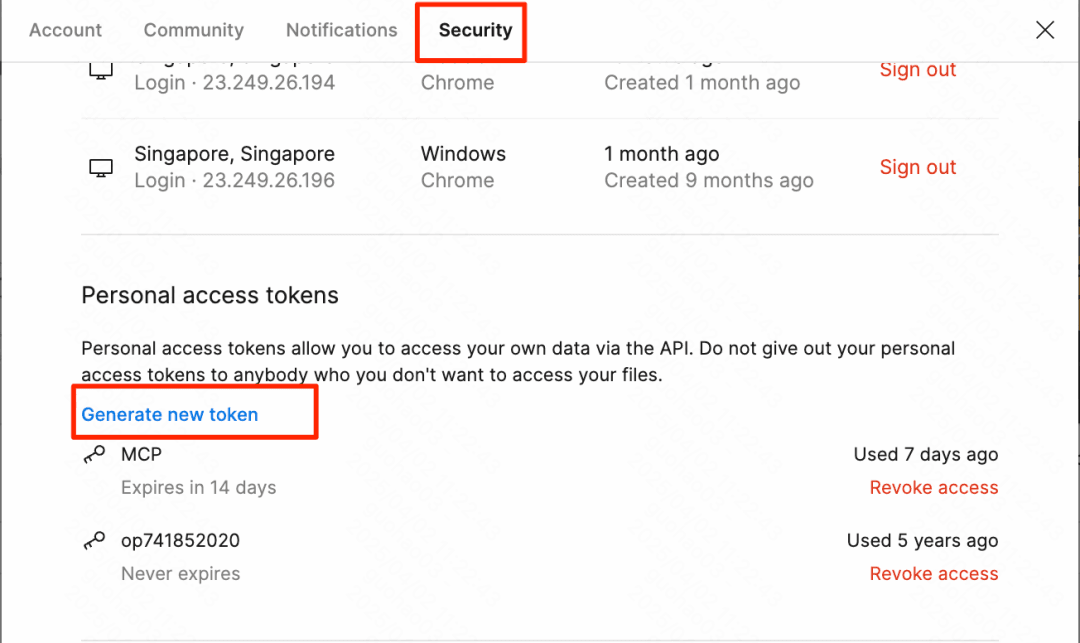 Account Community Notifications Security
Login · 23.249.26.194 Chrome Created 1 month ago Sign out
Singapore, Singapore Windows 1 month ago
Login · 23.249.26.196 Chrome Created 9 months ago Sign out
Personal access tokens
Personal access tokens allow you to access your own data via the API. Do not give out your personal
access tokens to anybody who you don't want to access your files.
Generate new token
MCP Used 7 days ago
Expires in 14 days Revoke access
op741852020 Used 5 years ago
Never expires Revoke access